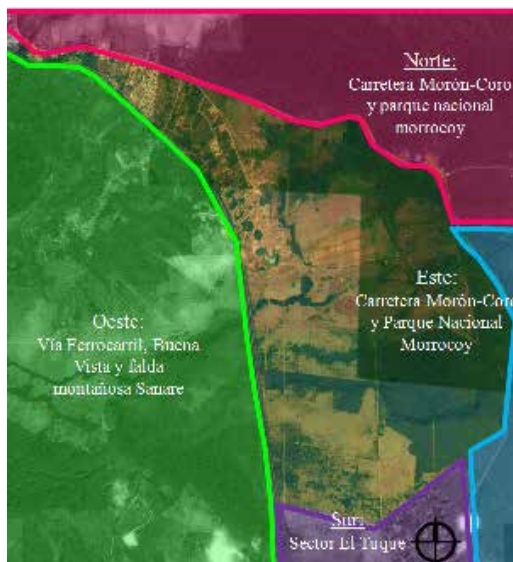 Norte:
Carretera Morón-Coro
y parque nacional
morrocoy
Este:
Carretera Morón-Coro
y Parque Nacional
Morrocoy
Oeste:
Vía Ferrocarril, Buena
Vista y falda
montañosa Sanare
Sur:
Sector El Tuque